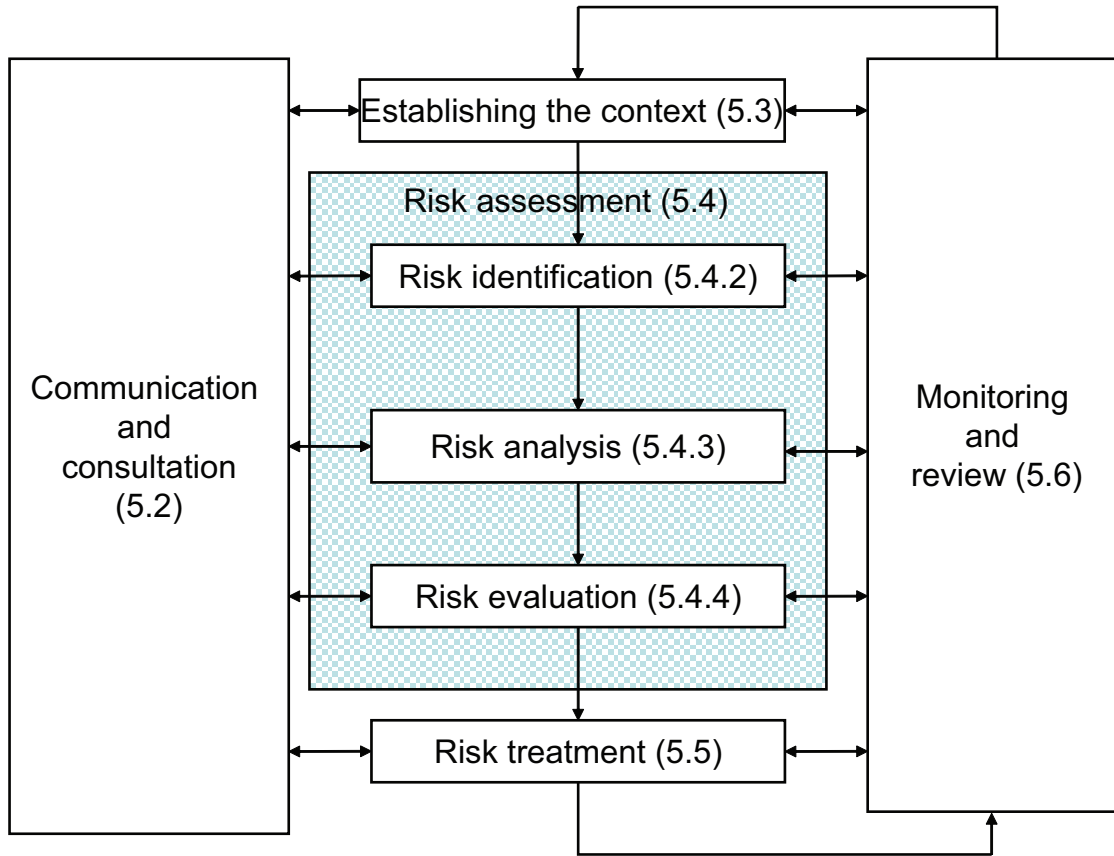 Establishing the context (5.3)
Risk assessment (5.4)
Risk identification (5.4.2)
Communication
and
consultation
(5.2)
Risk analysis (5.4.3)
Monitoring
and
review (5.6)
Risk evaluation (5.4.4)
Risk treatment (5.5)